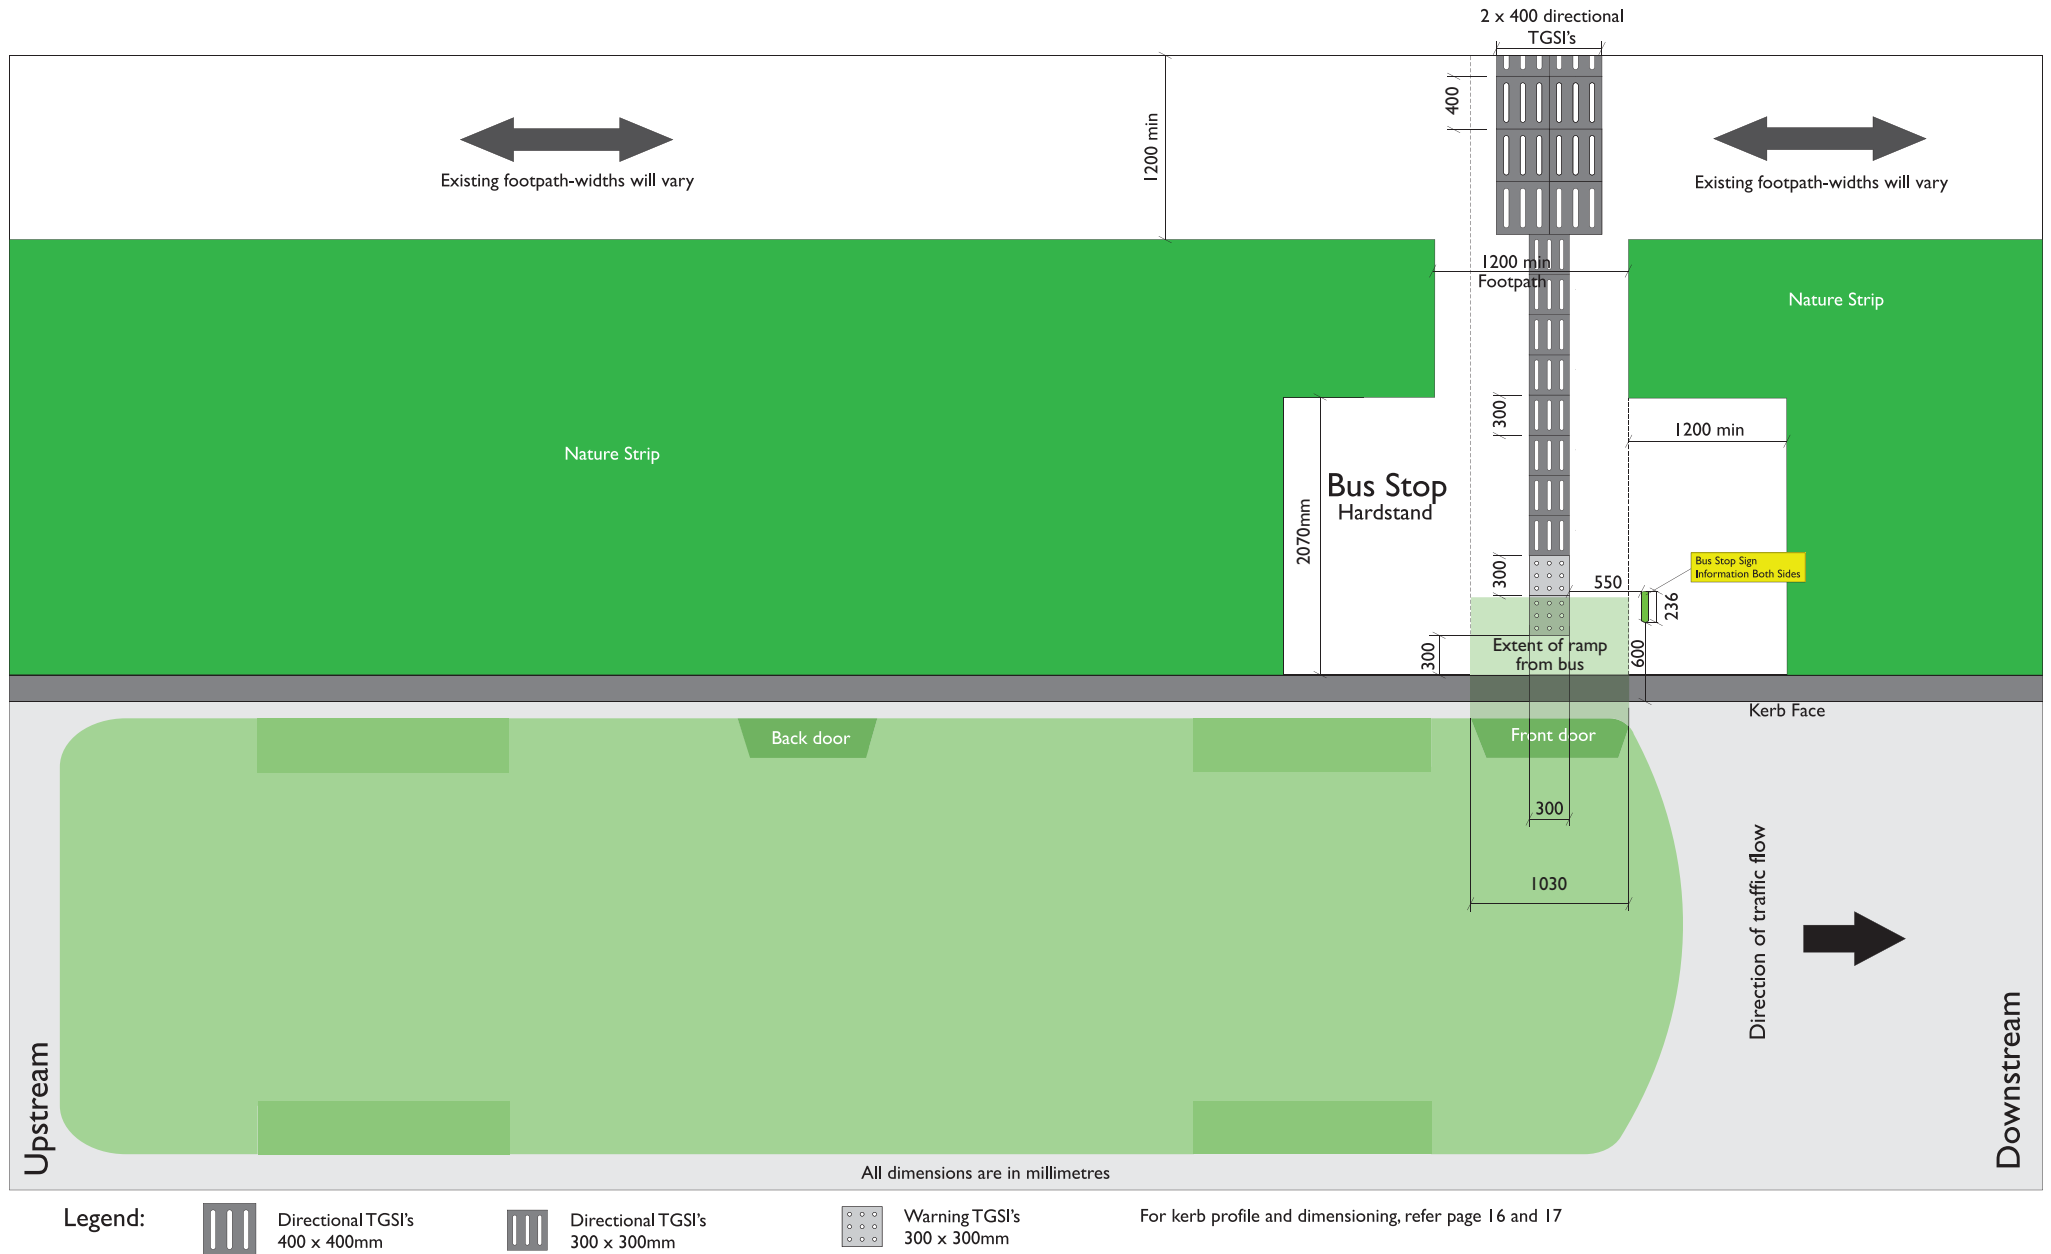 2 x 400 directional
TGSI's
400
1200 min
Existing footpath-widths will vary
Existing footpath-widths will vary
1200 min
Footpath
Nature Strip
Nature Strip
300
1200 min
Bus Stop
Hardstand
2070mm
300
550
Bus Stop Sign
Information Both Sides
236
300
Extent of ramp
from bus
600
Kerb Face
Back door
Front door
300
1030
Direction of traffic flow
Upstream
Downstream
All dimensions are in millimetres
Legend:
Directional TGSI's
400 x 400mm
Directional TGSI's
300 x 300mm
Warning TGSI's
300 x 300mm
For kerb profile and dimensioning, refer page 16 and 17